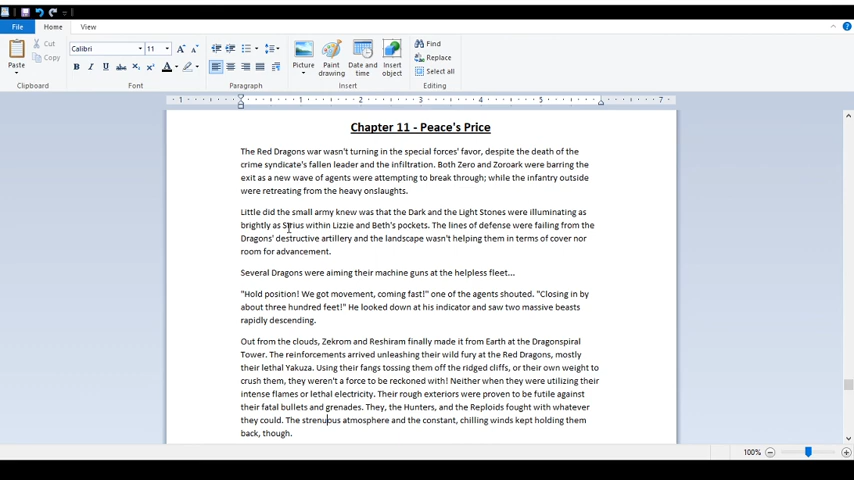 File Home View
Cut
Copy
Paste
Calibri 11
B I U abc X₂ X² A
Picture
Paint drawing
Date and time
Insert object
Find
Replace
Select all
Clipboard Font Paragraph Insert Editing
1 1 2 3 4 5 7
Chapter 11 - Peace's Price
The Red Dragons war wasn't turning in the special forces' favor, despite the death of the
crime syndicate's fallen leader and the infiltration. Both Zero and Zoroark were barring the
exit as a new wave of agents were attempting to break through; while the infantry outside
were retreating from the heavy onslaughts.
Little did the small army knew was that the Dark and the Light Stones were illuminating as
brightly as Sirius within Lizzie and Beth's pockets. The lines of defense were failing from the
Dragons' destructive artillery and the landscape wasn't helping them in terms of cover nor
room for advancement.
Several Dragons were aiming their machine guns at the helpless fleet...
"Hold position! We got movement, coming fast!" one of the agents shouted. "Closing in by
about three hundred feet!" He looked down at his indicator and saw two massive beasts
rapidly descending.
Out from the clouds, Zekrom and Reshiram finally made it from Earth at the Dragonspiral
Tower. The reinforcements arrived unleashing their wild fury at the Red Dragons, mostly
their lethal Yakuza. Using their fangs tossing them off the ridged cliffs, or their own weight to
crush them, they weren't a force to be reckoned with! Neither when they were utilizing their
intense flames or lethal electricity. Their rough exteriors were proven to be futile against
their fatal bullets and grenades. They, the Hunters, and the Reploids fought with whatever
they could. The strenuous atmosphere and the constant, chilling winds kept holding them
back, though.
100%